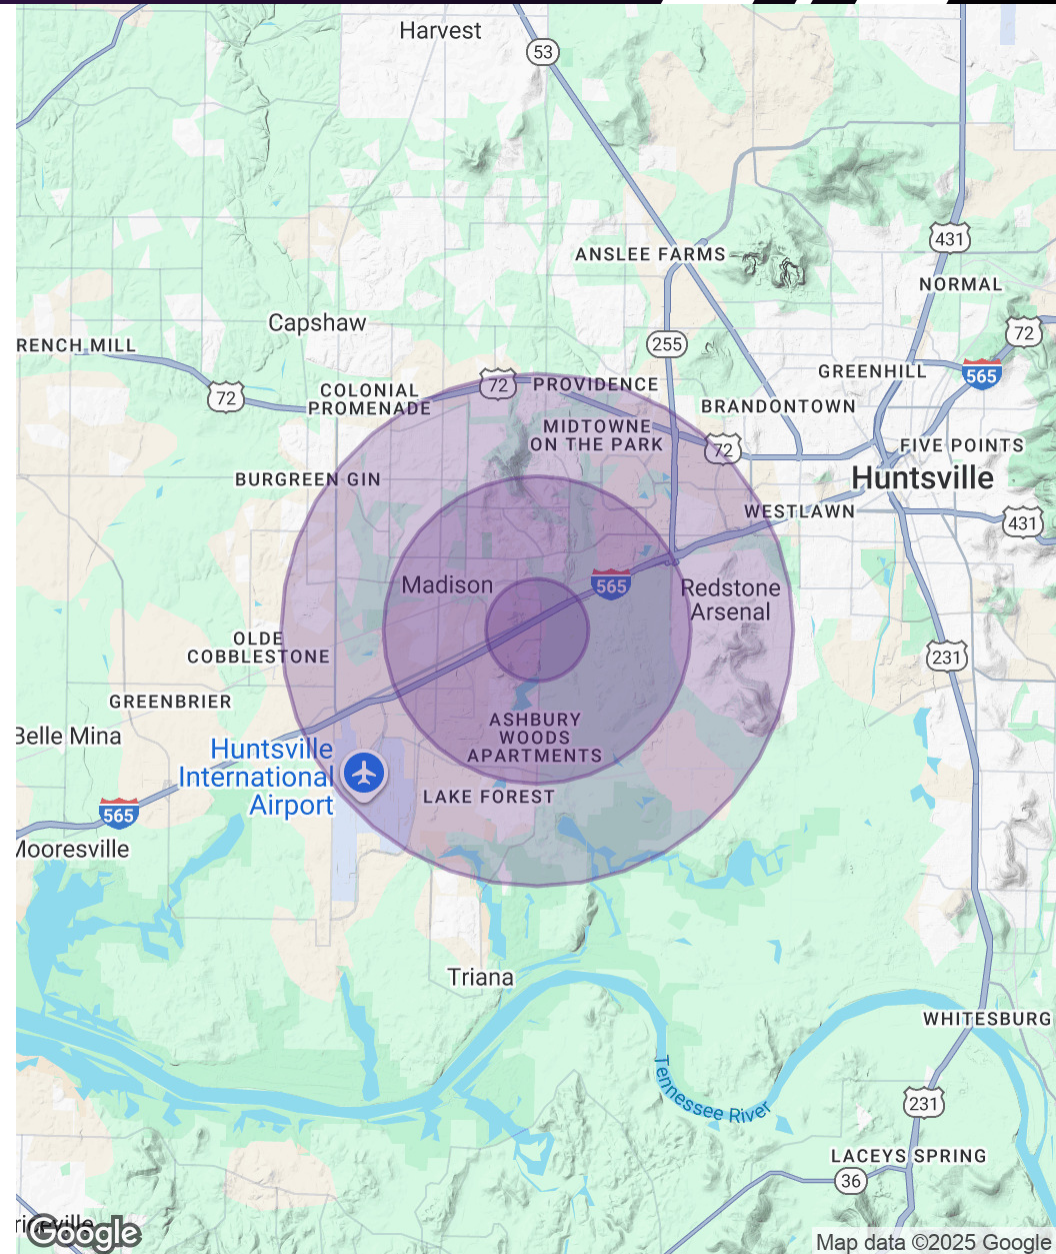 Harvest
53
ANSLEE FARMS
431
NORMAL
Capshaw
72
RENCH MILL
255
GREENHILL
565
72
COLONIAL
PROMENADE
72
PROVIDENCE
BRANDONTOWN
MIDTOWNE
ON THE PARK
72
FIVE POINTS
Huntsville
BURGREEN GIN
WESTLAWN
431
Madison
565
Redstone
Arsenal
OLDE
COBBLESTONE
231
GREENBRIER
ASHBURY
WOODS
APARTMENTS
Belle Mina
Huntsville
International
Airport
LAKE FOREST
565
Mooresville
Triana
WHITESBURG
Tennessee River
231
LACEYS SPRING
36
Google
Map data ©2025 Google